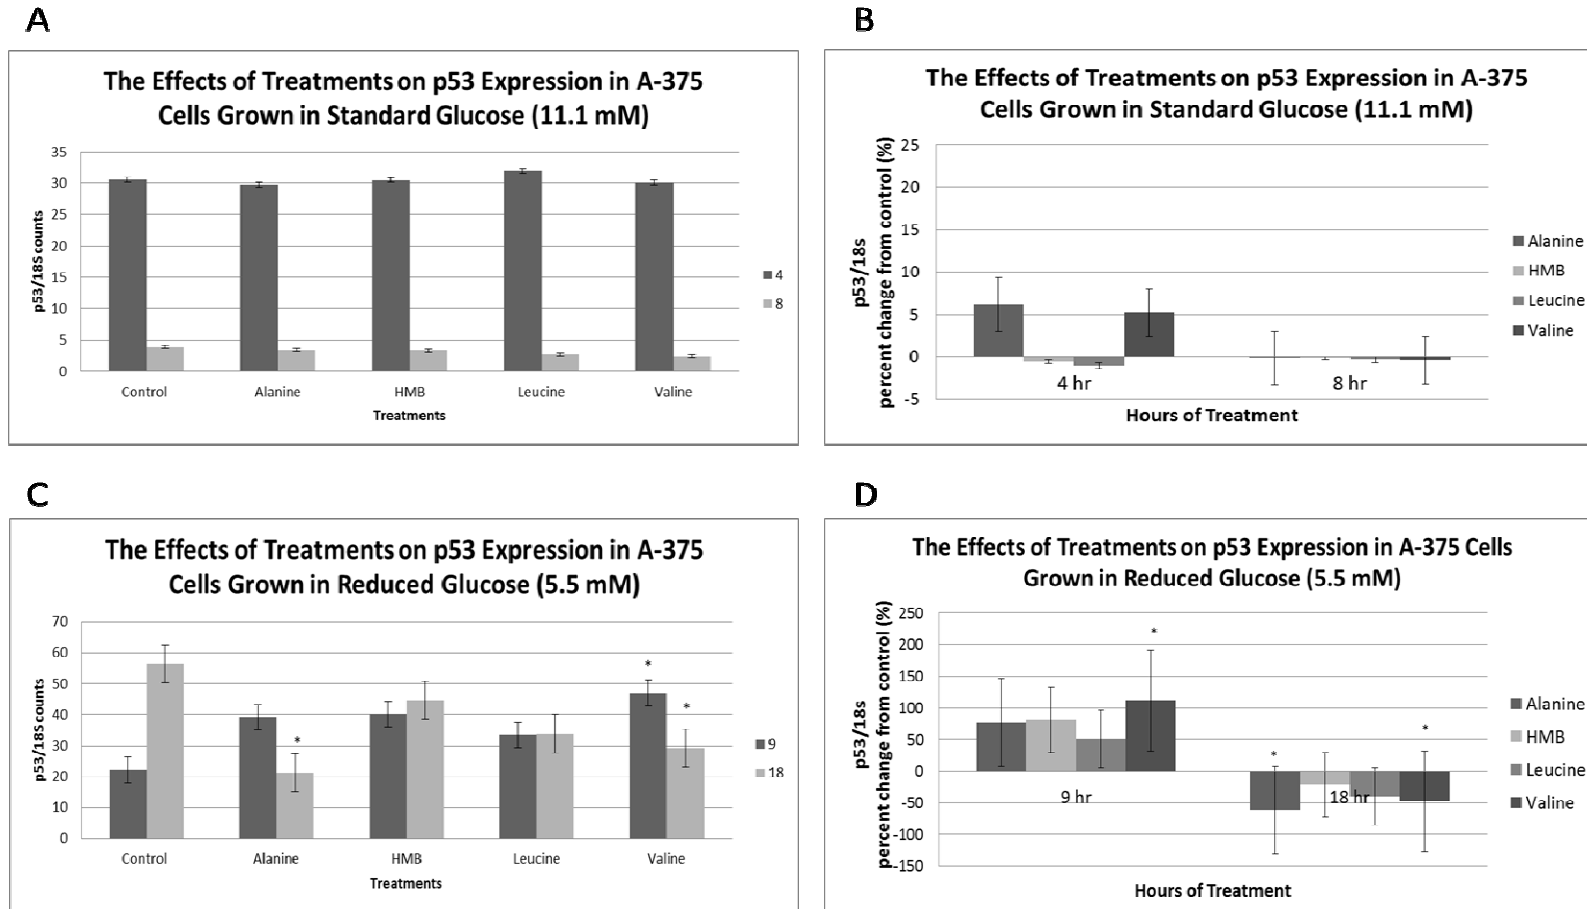 A
The Effects of Treatments on p53 Expression in A-375
Cells Grown in Standard Glucose (11.1 mM)
p53/18S counts
35
30
25
20
15
10
5
0
Control Alanine HMB Leucine Valine
Treatments
4
8
B
The Effects of Treatments on p53 Expression in A-375
Cells Grown in Standard Glucose (11.1 mM)
p53/18s
percent change from control (%)
25
20
15
10
5
0
-5
4 hr 8 hr
Hours of Treatment
Alanine
HMB
Leucine
Valine
C
The Effects of Treatments on p53 Expression in A-375
Cells Grown in Reduced Glucose (5.5 mM)
p53/18S counts
70
60
50
40
30
20
10
0
* * *
Control Alanine HMB Leucine Valine
Treatments
9
18
D
The Effects of Treatments on p53 Expression in A-375 Cells
Grown in Reduced Glucose (5.5 mM)
p53/18s
percent change from control (%)
250
200
150
100
50
0
-50
-100
-150
* * *
9 hr 18 hr
Hours of Treatment
Alanine
HMB
Leucine
Valine